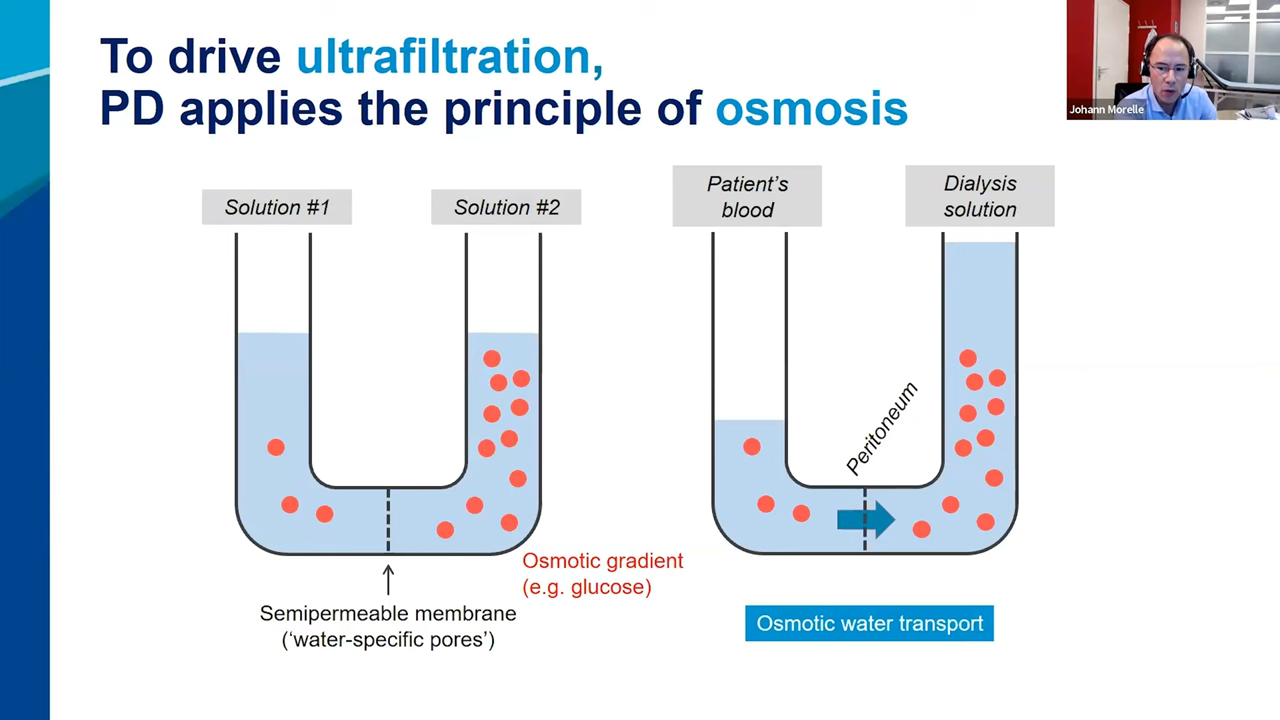 To drive ultrafiltration,
PD applies the principle of osmosis
Johann Morelle
Solution #1
Solution #2
Patient's
blood
Dialysis
solution
Peritoneum
Osmotic gradient
(e.g. glucose)
Semipermeable membrane
(‘water-specific pores’)
Osmotic water transport